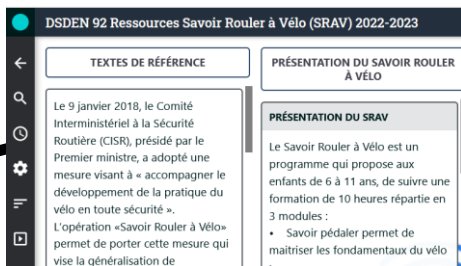 DSDEN 92 Ressources Savoir Rouler à Vélo (SRAV) 2022-2023
TEXTES DE RÉFÉRENCE
Le 9 janvier 2018, le Comité
Interministériel à la Sécurité
Routière (CISR), présidé par le
Premier ministre, a adopté une
mesure visant à « accompagner le
développement de la pratique du
vélo en toute sécurité ».
L'opération «Savoir Rouler à Vélo»
permet de porter cette mesure qui
vise la généralisation de
PRÉSENTATION DU SAVOIR ROULER
À VÉLO
PRÉSENTATION DU SRAV
Le Savoir Rouler à Vélo est un
programme qui propose aux
enfants de 6 à 11 ans, de suivre une
formation de 10 heures répartie en
3 modules :
• Savoir pédaler permet de
maîtriser les fondamentaux du vélo